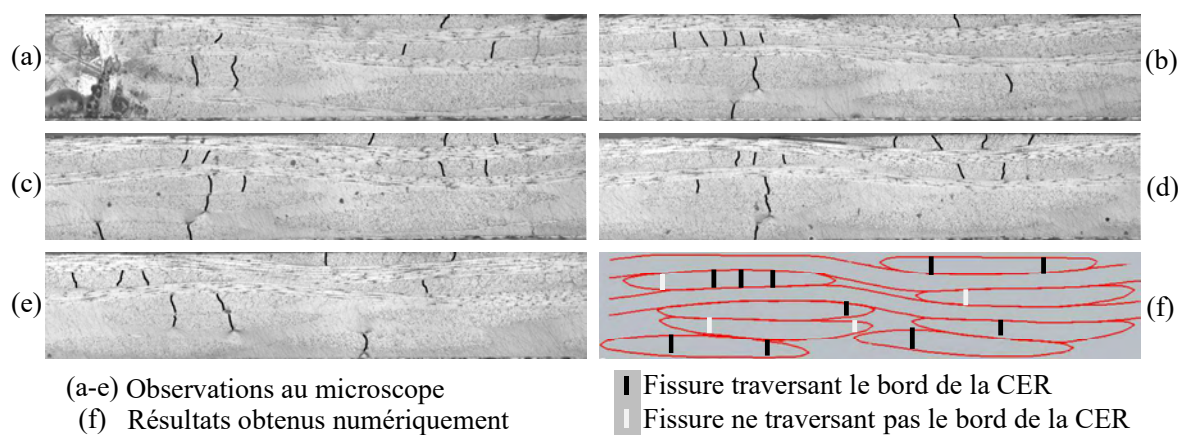 (a)
(b)
(c)
(d)
(e)
(f)
(a-e) Observations au microscope
(f) Résultats obtenus numériquement
Fissure traversant le bord de la CER
Fissure ne traversant pas le bord de la CER